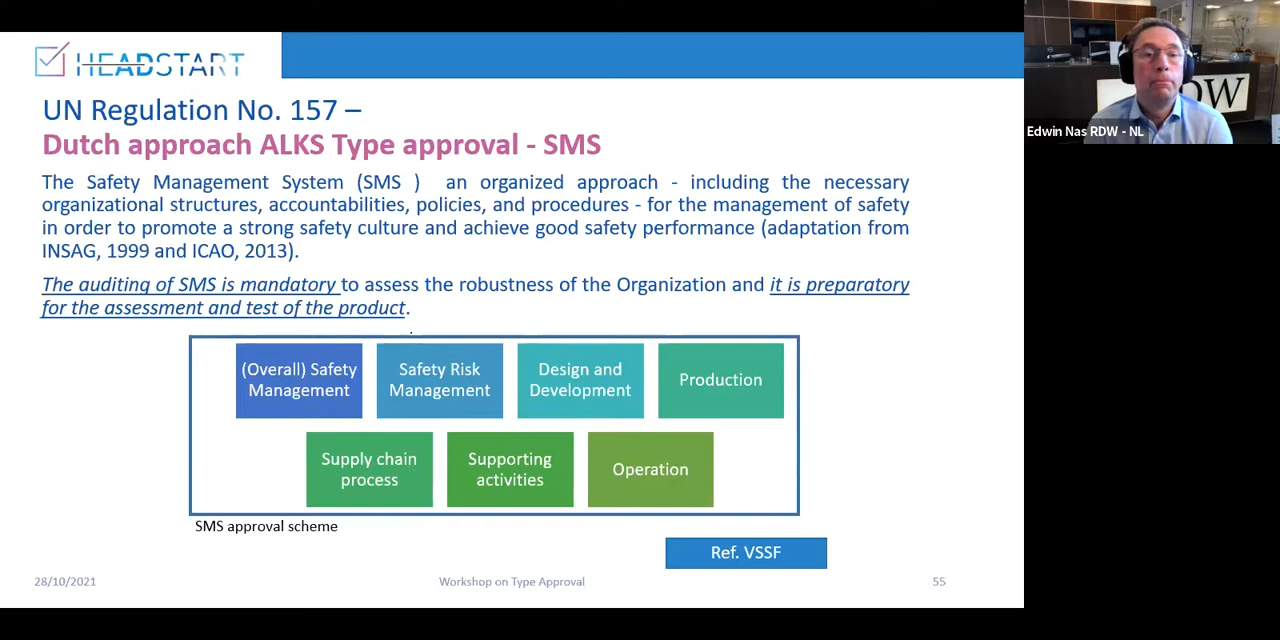 HEADSTART
UN Regulation No. 157 –
Dutch approach ALKS Type approval - SMS
The Safety Management System (SMS ) an organized approach - including the necessary
organizational structures, accountabilities, policies, and procedures - for the management of safety
in order to promote a strong safety culture and achieve good safety performance (adaptation from
INSAG, 1999 and ICAO, 2013).
The auditing of SMS is mandatory to assess the robustness of the Organization and it is preparatory
for the assessment and test of the product.
(Overall) Safety
Management
Safety Risk
Management
Design and
Development
Production
Supply chain
process
Supporting
activities
Operation
SMS approval scheme
Ref. VSSF
28/10/2021
Workshop on Type Approval
55
DW
Edwin Nas RDW - NL